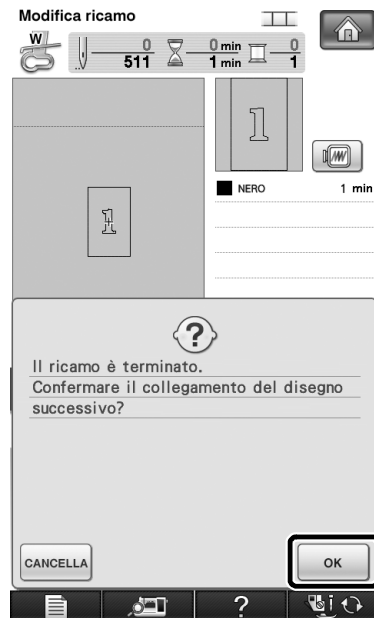 Modifica ricamo
W
0 0 min 0
511 1 min 1
1
NERO 1 min
1
?
Il ricamo è terminato.
Confermare il collegamento del disegno
successivo?
CANCELLA OK
?